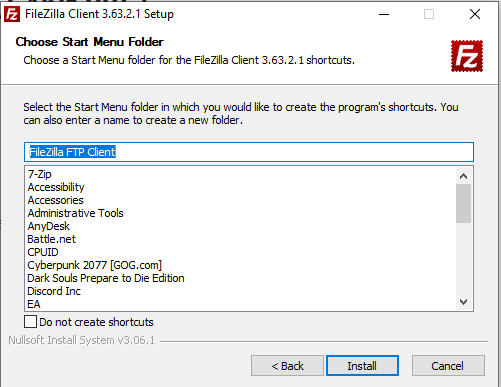 FileZilla Client 3.63.2.1 Setup
Choose Start Menu Folder
Choose a Start Menu folder for the FileZilla Client 3.63.2.1 shortcuts.
Fz
Select the Start Menu folder in which you would like to create the program's shortcuts. You
can also enter a name to create a new folder.
FileZilla FTP Client
7-Zip
Accessibility
Accessories
Administrative Tools
AnyDesk
Battle.net
CPUID
Cyberpunk 2077 [GOG.com]
Dark Souls Prepare to Die Edition
Discord Inc
EA
Do not create shortcuts
Nullsoft Install System v3.06.1
< Back
Install
Cancel